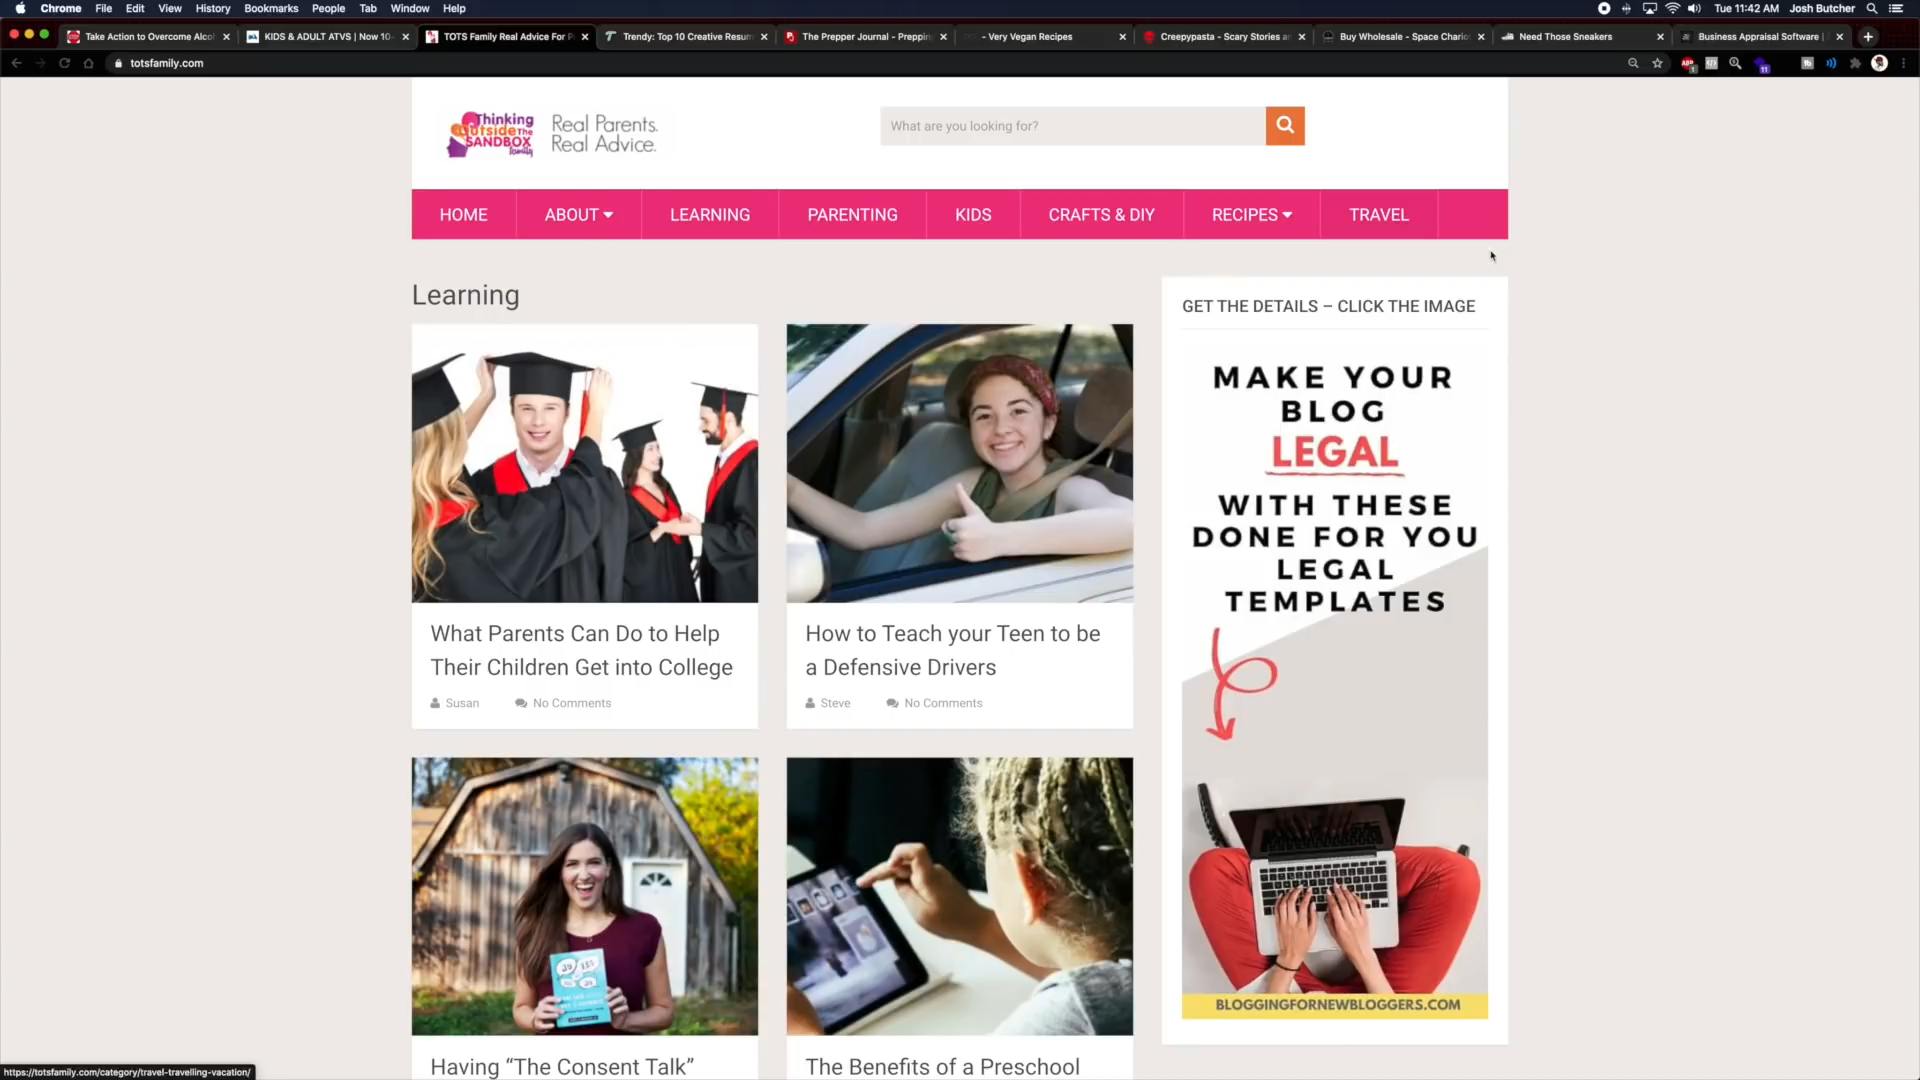 Chrome File Edit View History Bookmarks People Tab Window Help Tue 11:42 AM Josh Butcher
Take Action to Overcome Alco KIDS & ADULT ATVS | Now 10- TOTS Family Real Advice For P Trendy: Top 10 Creative Resum The Prepper Journal - Preppin - Very Vegan Recipes Creepypasta - Scary Stories a Buy Wholesale - Space Chario Need Those Sneakers Business Appraisal Software |
totsfamily.com
Thinking
OutsideThe
SANDBOX
family
Real Parents.
Real Advice.
What are you looking for?
HOME ABOUT LEARNING PARENTING KIDS CRAFTS & DIY RECIPES TRAVEL
Learning
GET THE DETAILS – CLICK THE IMAGE
MAKE YOUR
BLOG
LEGAL
WITH THESE
DONE FOR YOU
LEGAL
TEMPLATES
BLOGGINGFORNEWBLOGGERS.COM
What Parents Can Do to Help
Their Children Get into College
Susan No Comments
How to Teach your Teen to be
a Defensive Drivers
Steve No Comments
Having “The Consent Talk”
The Benefits of a Preschool
https://totsfamily.com/category/travel-travelling-vacation/